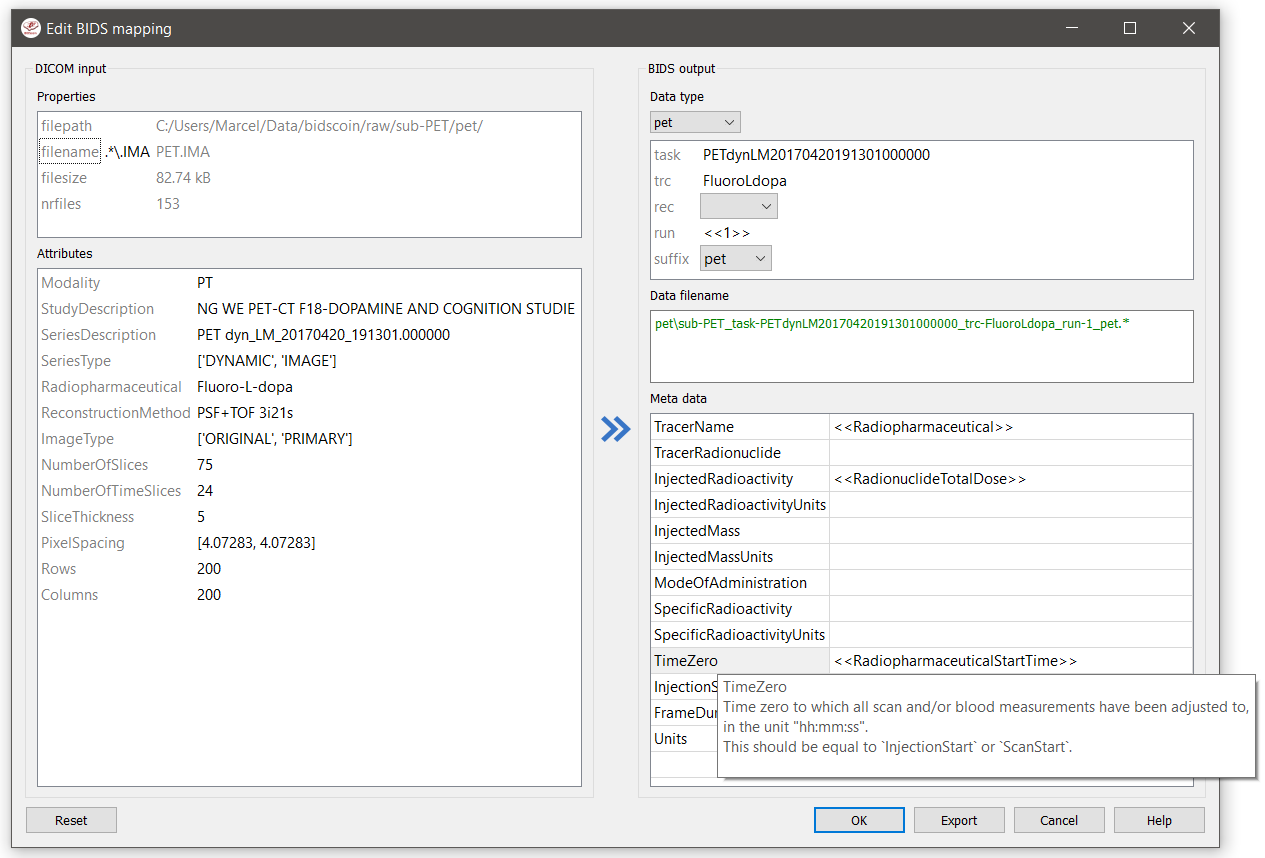 Edit BIDS mapping
DICOM input
Properties
filepath C:/Users/Marcel/Data/bidscoin/raw/sub-PET/pet/
filename .*\.IMA PET.IMA
filesize 82.74 kB
nrfiles 153
Attributes
Modality PT
StudyDescription NG WE PET-CT F18-DOPAMINE AND COGNITION STUDIE
SeriesDescription PET dyn_LM_20170420_191301.000000
SeriesType ['DYNAMIC', 'IMAGE']
Radiopharmaceutical Fluoro-L-dopa
ReconstructionMethod PSF+TOF 3i21s
ImageType ['ORIGINAL', 'PRIMARY']
NumberOfSlices 75
NumberOfTimeSlices 24
SliceThickness 5
PixelSpacing [4.07283, 4.07283]
Rows 200
Columns 200
Reset
BIDS output
Data type
pet
task PETdynLM20170420191301000000
trc FluoroLdopa
rec
run <<1>>
suffix pet
Data filename
pet\sub-PET_task-PETdynLM20170420191301000000_trc-FluoroLdopa_run-1_pet.*
Meta data
TracerName <<Radiopharmaceutical>>
TracerRadionuclide
InjectedRadioactivity <<RadionuclideTotalDose>>
InjectedRadioactivityUnits
InjectedMass
InjectedMassUnits
ModeOfAdministration
SpecificRadioactivity
SpecificRadioactivityUnits
TimeZero <<RadiopharmaceuticalStartTime>>
InjectionS
FrameDur
Units
TimeZero
Time zero to which all scan and/or blood measurements have been adjusted to,
in the unit "hh:mm:ss".
This should be equal to `InjectionStart` or `ScanStart`.
OK Export Cancel Help